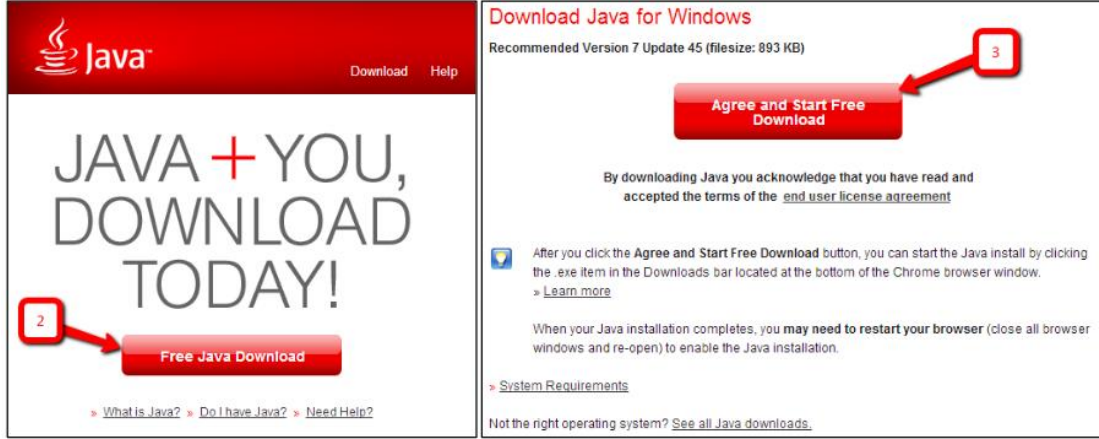 Java™
Download Help
JAVA + YOU,
DOWNLOAD
TODAY!
2
Free Java Download
» What is Java? » Do I have Java? » Need Help?
Download Java for Windows
Recommended Version 7 Update 45 (filesize: 893 KB)
3
Agree and Start Free
Download
By downloading Java you acknowledge that you have read and
accepted the terms of the end user license agreement
After you click the Agree and Start Free Download button, you can start the Java install by clicking
the .exe item in the Downloads bar located at the bottom of the Chrome browser window.
» Learn more
When your Java installation completes, you may need to restart your browser (close all browser
windows and re-open) to enable the Java installation.
» System Requirements
Not the right operating system? See all Java downloads.